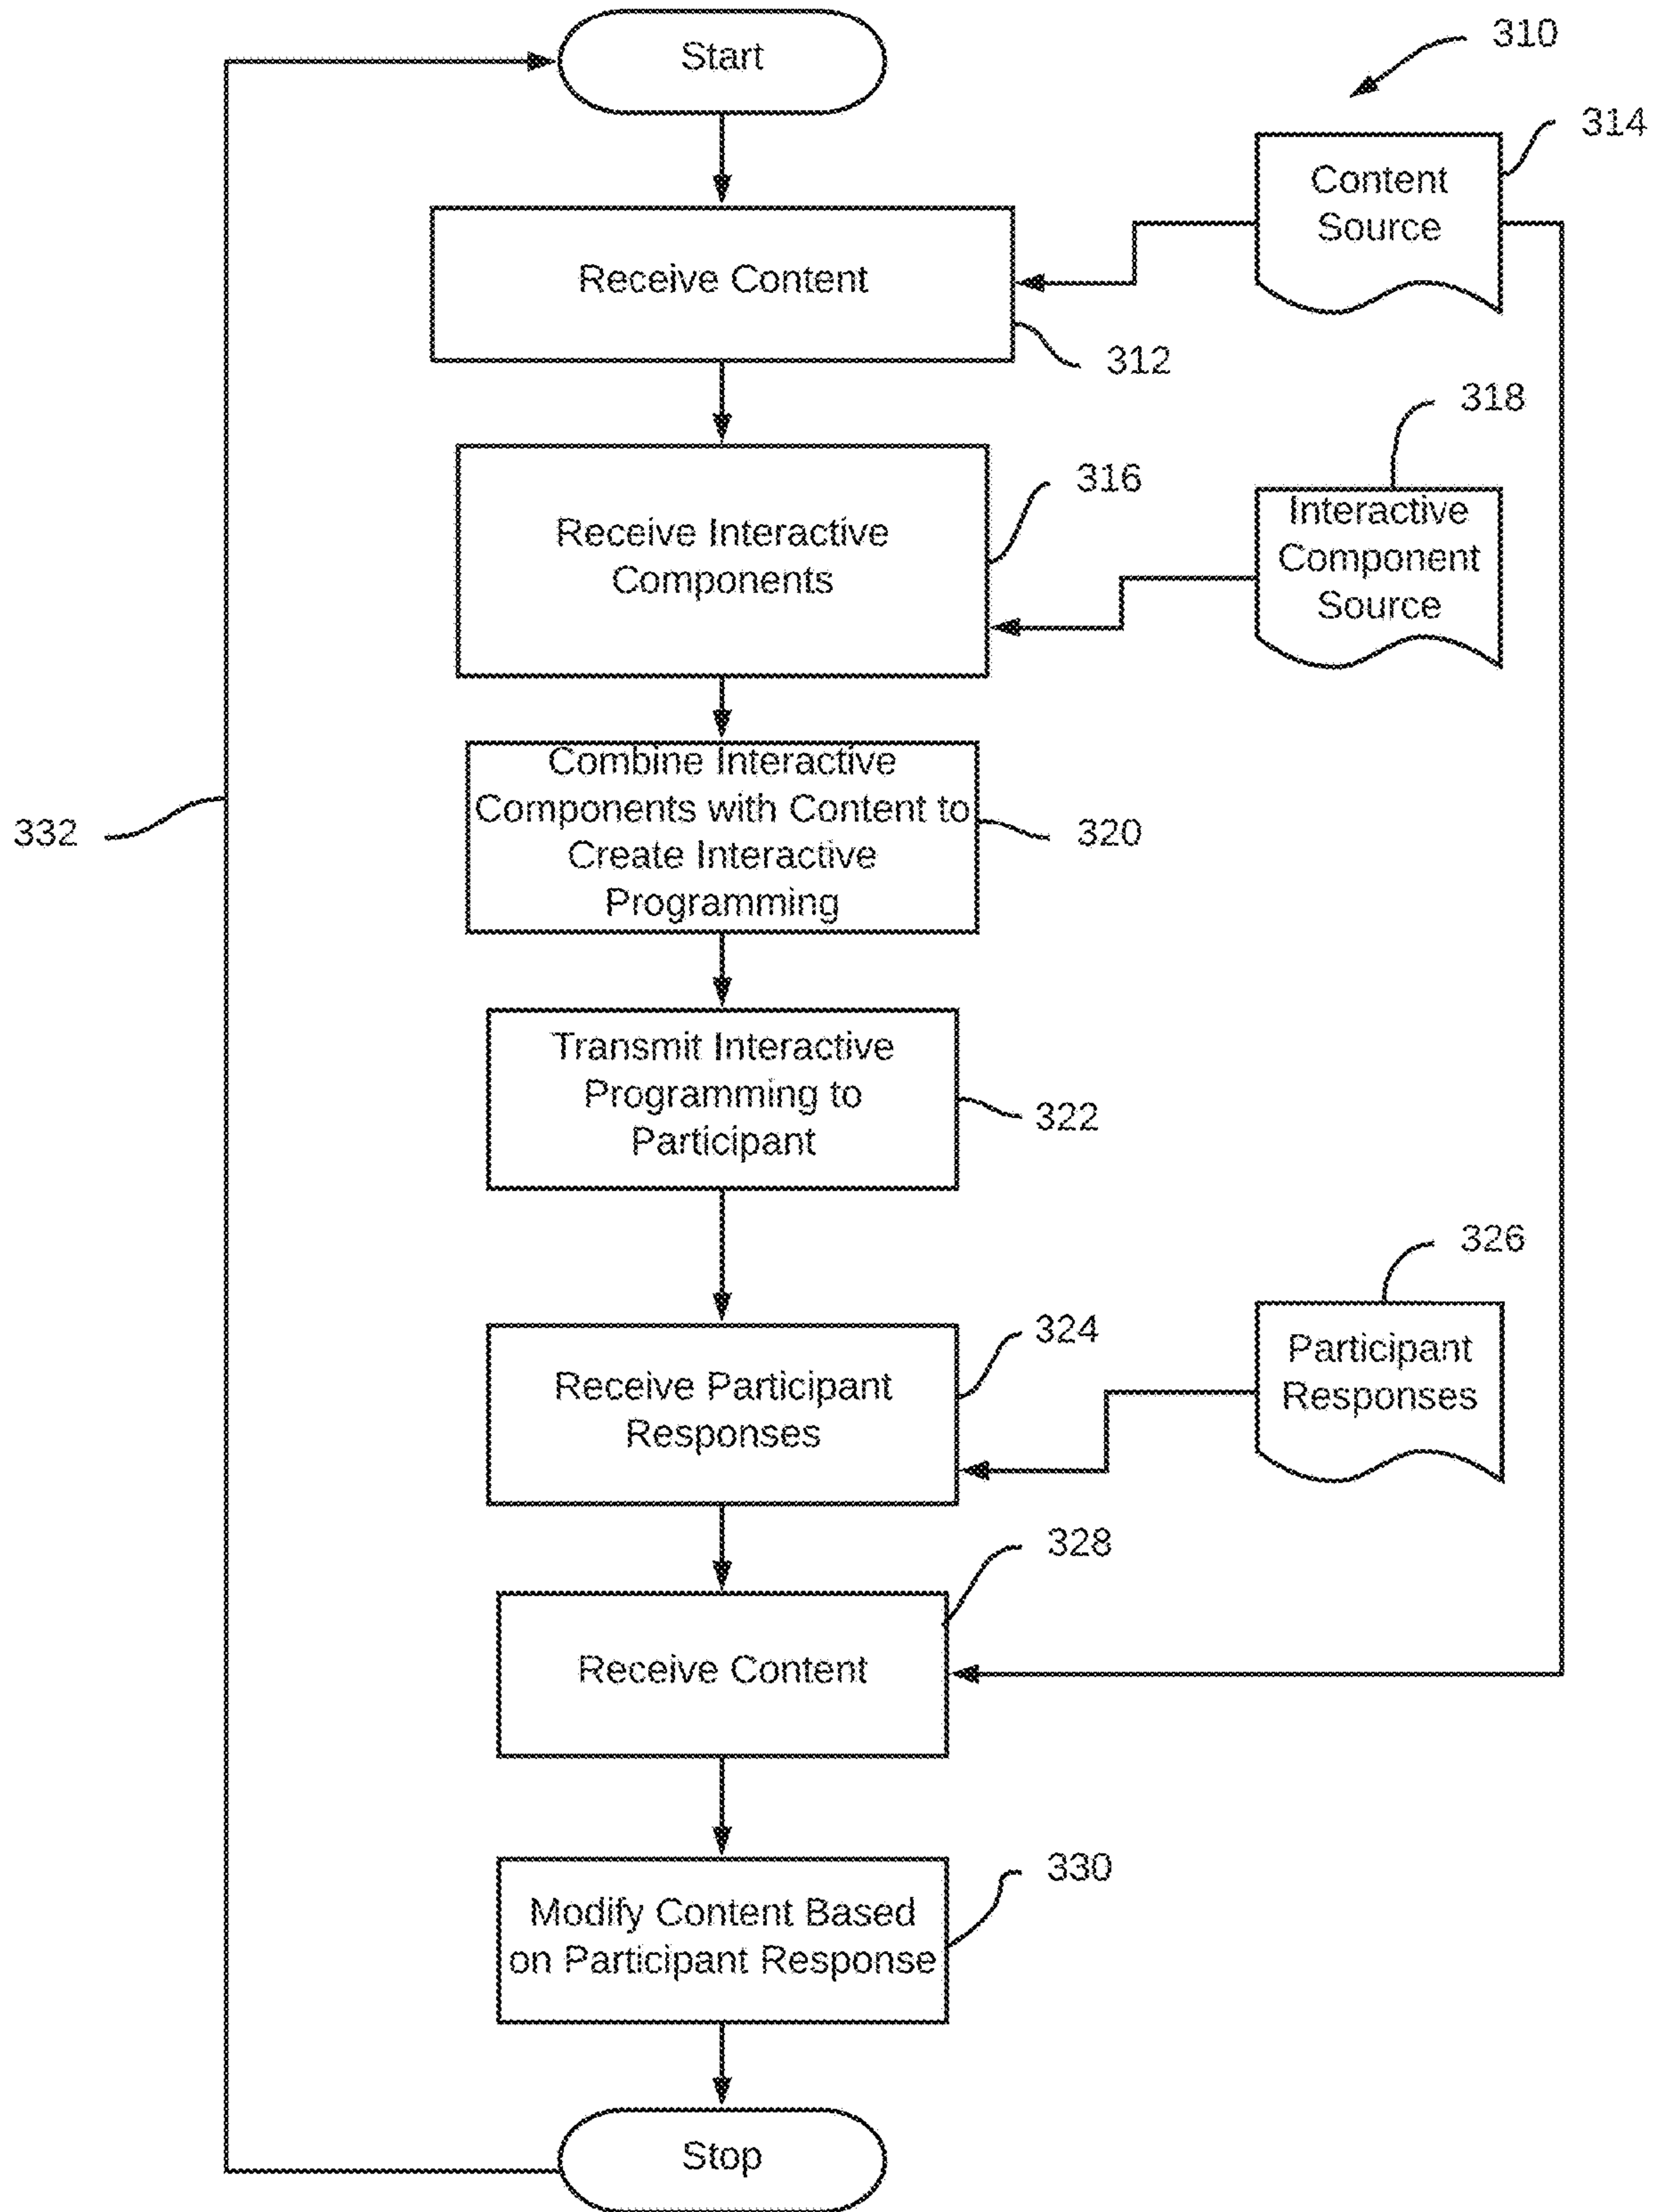 Start
310
314
Content
Source
Receive Content
312
318
316
Interactive
Component
Source
Receive Interactive
Components
Combine Interactive
Components with Content to
Create Interactive
Programming
332
320
Transmit Interactive
Programming to
Participant
322
326
324
Participant
Responses
Receive Participant
Responses
328
Receive Content
330
Modify Content Based
on Participant Response
Stop